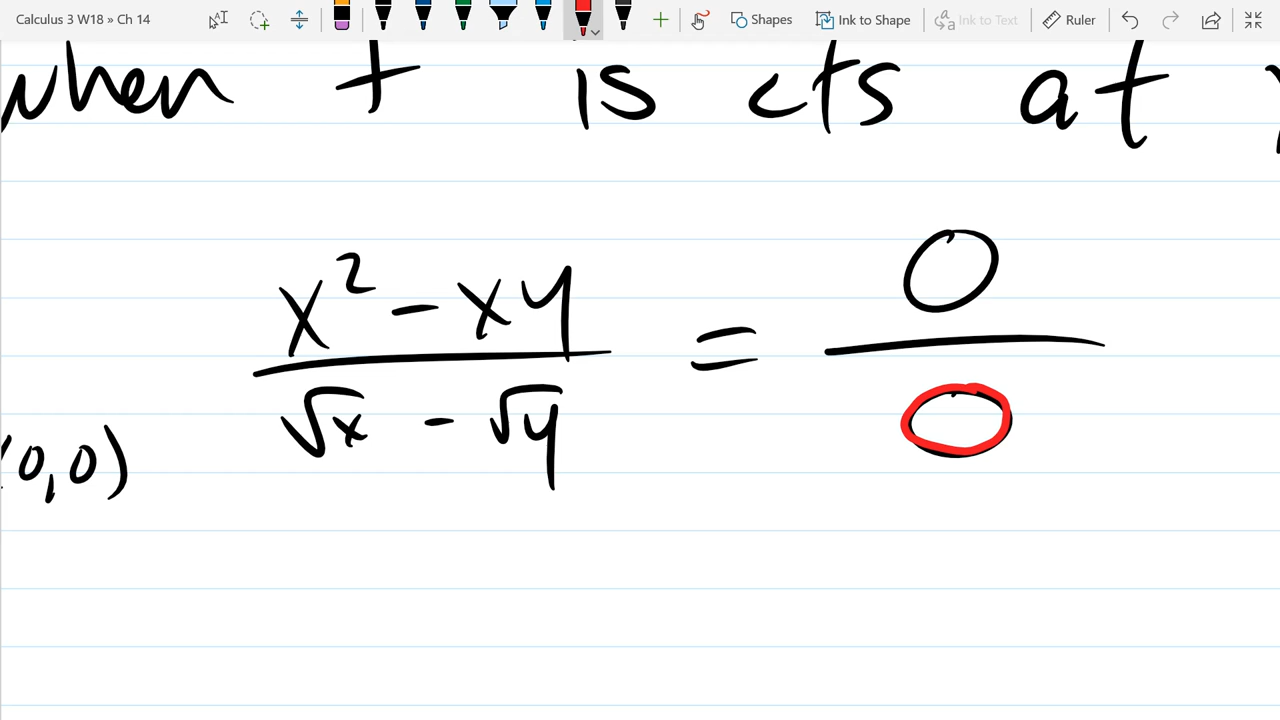 Calculus 3 W18 » Ch 14
Shapes
Ink to Shape
Ink to Text
Ruler
when f is cts at
x² - xy
———
√x - √y
=
0
———
0
(0,0)